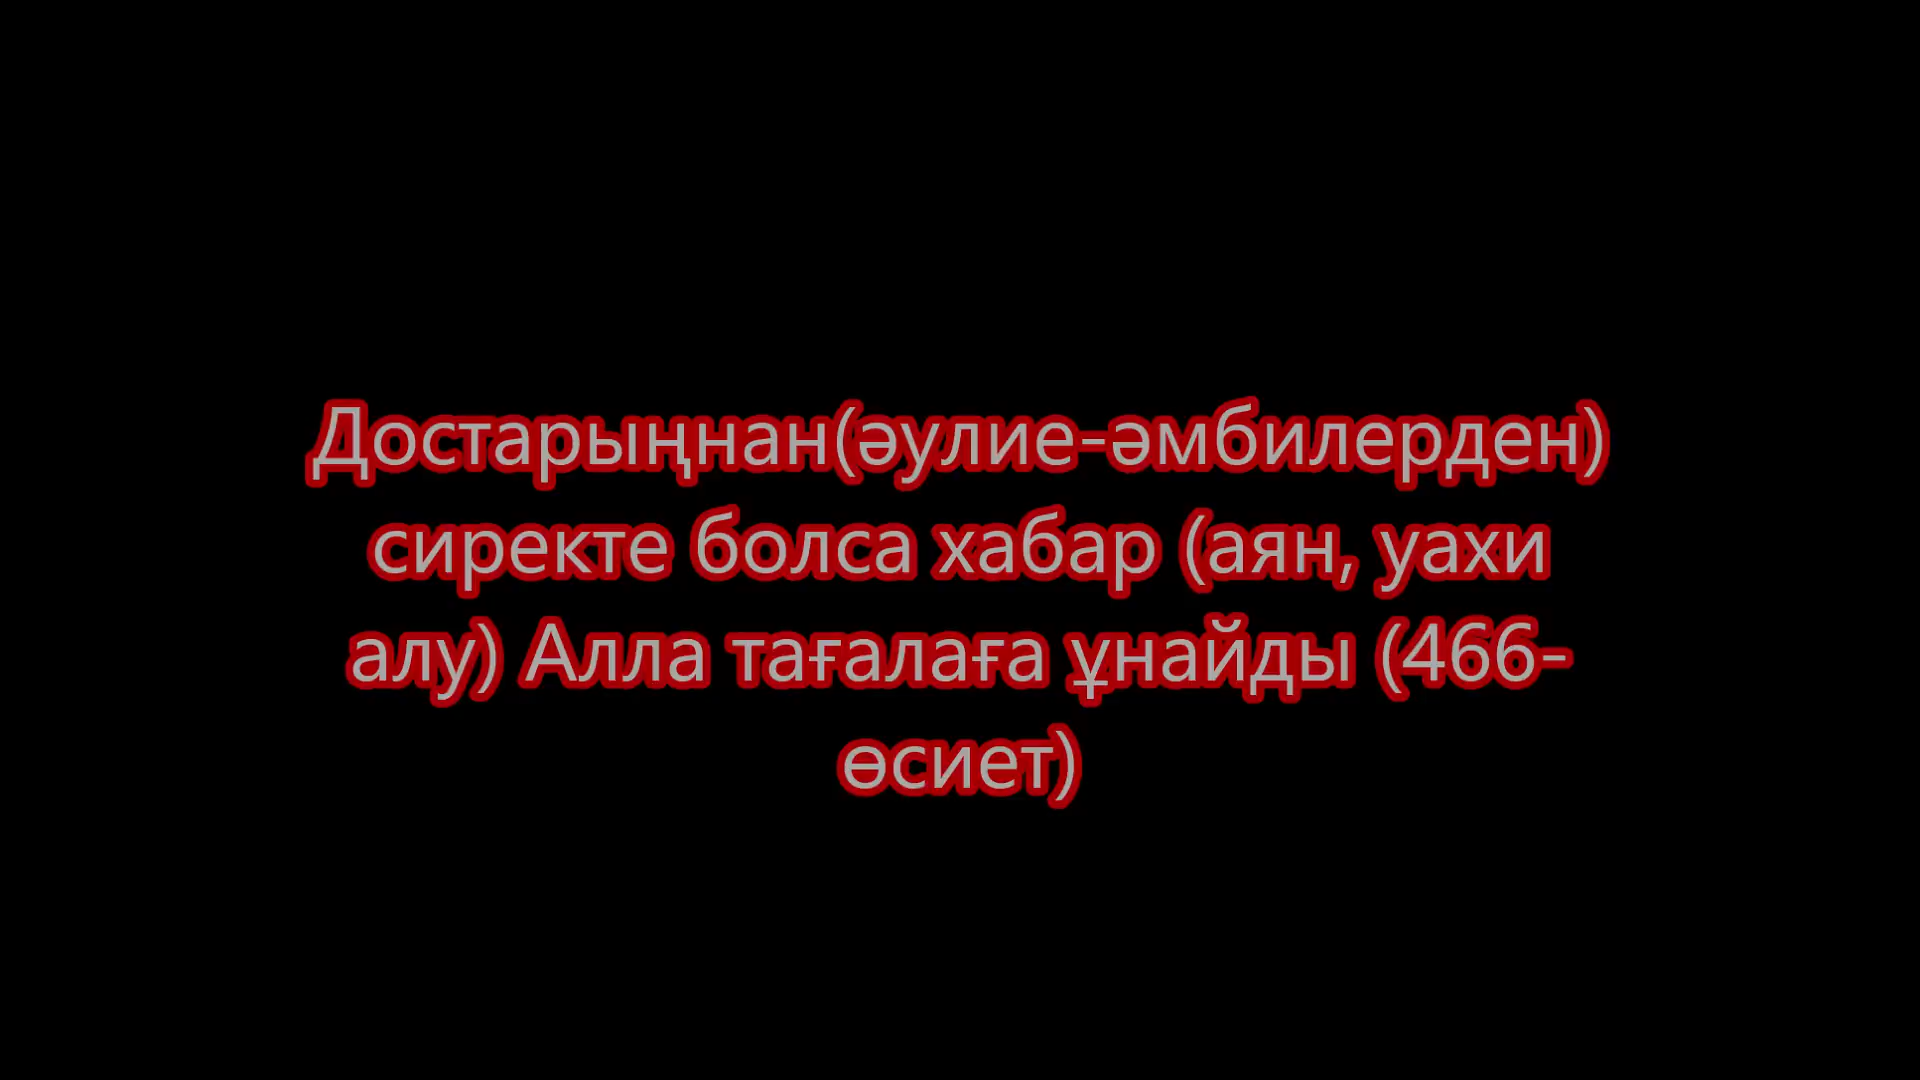 Достарыңнан(әулие-әмбилерден)
сиректе болса хабар (аян, уахи
алу) Алла тағалаға ұнайды (466-
өсиет)